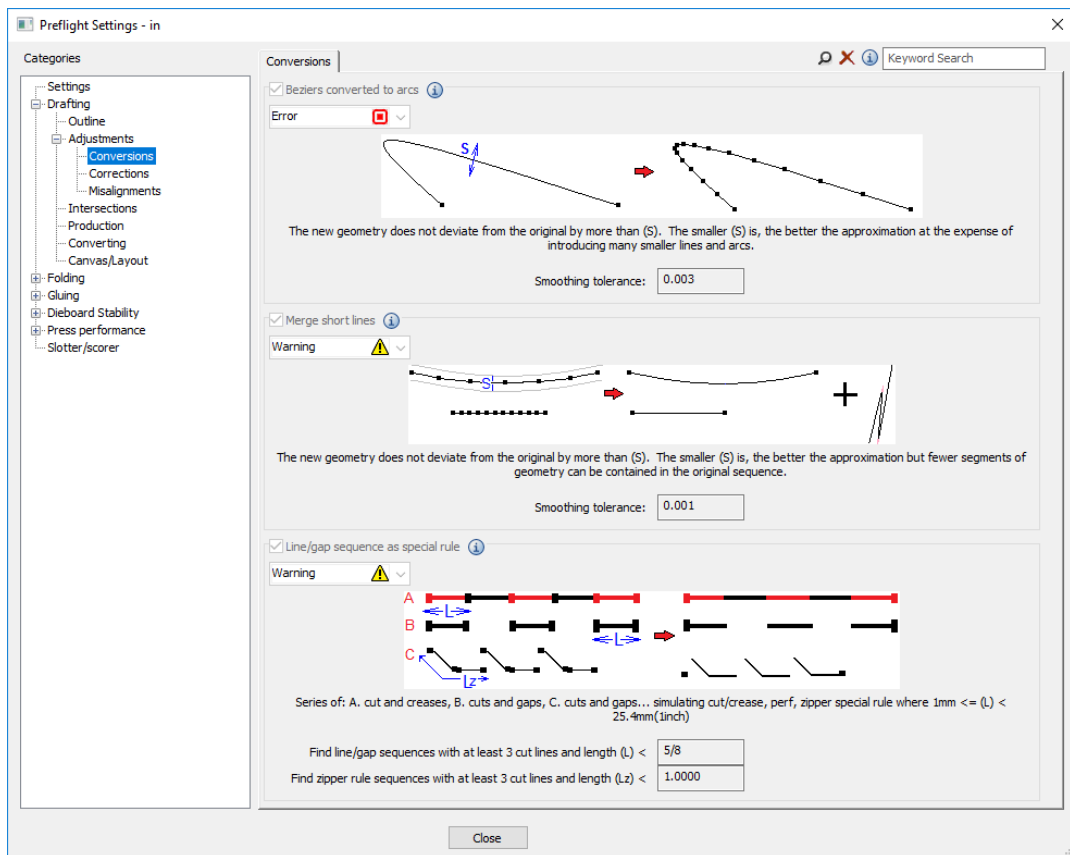 Preflight Settings - in
Categories
Settings
Drafting
Outline
Adjustments
Conversions
Corrections
Misalignments
Intersections
Production
Converting
Canvas/Layout
Folding
Gluing
Dieboard Stability
Press performance
Slotter/scorer
Conversions
Keyword Search
Beziers converted to arcs
Error
S
The new geometry does not deviate from the original by more than (S). The smaller (S) is, the better the approximation at the expense of
introducing many smaller lines and arcs.
Smoothing tolerance: 0.003
Merge short lines
Warning
S
The new geometry does not deviate from the original by more than (S). The smaller (S) is, the better the approximation but fewer segments of
geometry can be contained in the original sequence.
Smoothing tolerance: 0.001
Line/gap sequence as special rule
Warning
A
L
B
L
C
Lz
Series of: A. cut and creases, B. cuts and gaps, C. cuts and gaps... simulating cut/crease, perf, zipper special rule where 1mm <= (L) <
25.4mm(1inch)
Find line/gap sequences with at least 3 cut lines and length (L) < 5/8
Find zipper rule sequences with at least 3 cut lines and length (Lz) < 1.0000
Close